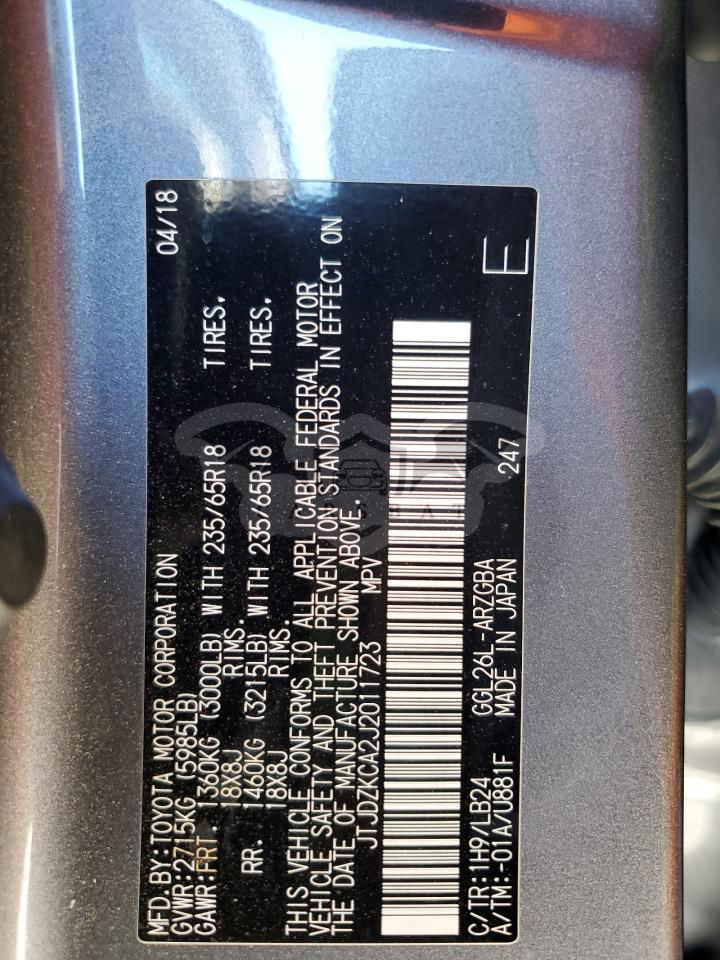 MFD.BY:TOYOTA MOTOR CORPORATION 04/18
GVWR:2715KG (5985LB)
GAWR:FRT. 1360KG (3000LB) WITH 235/65R18 TIRES,
18X8J RIMS.
RR. 1460KG (3215LB) WITH 235/65R18 TIRES,
18X8J RIMS.
THIS VEHICLE CONFORMS TO ALL APPLICABLE FEDERAL MOTOR
VEHICLE SAFETY AND THEFT PREVENTION STANDARDS IN EFFECT ON
THE DATE OF MANUFACTURE SHOWN ABOVE.
JTJDZKCA2J2011723 MPV
C/TR:1H9/LB24 GGL26L-ARZGBA
A/TM:-01A/U881F MADE IN JAPAN 247 E